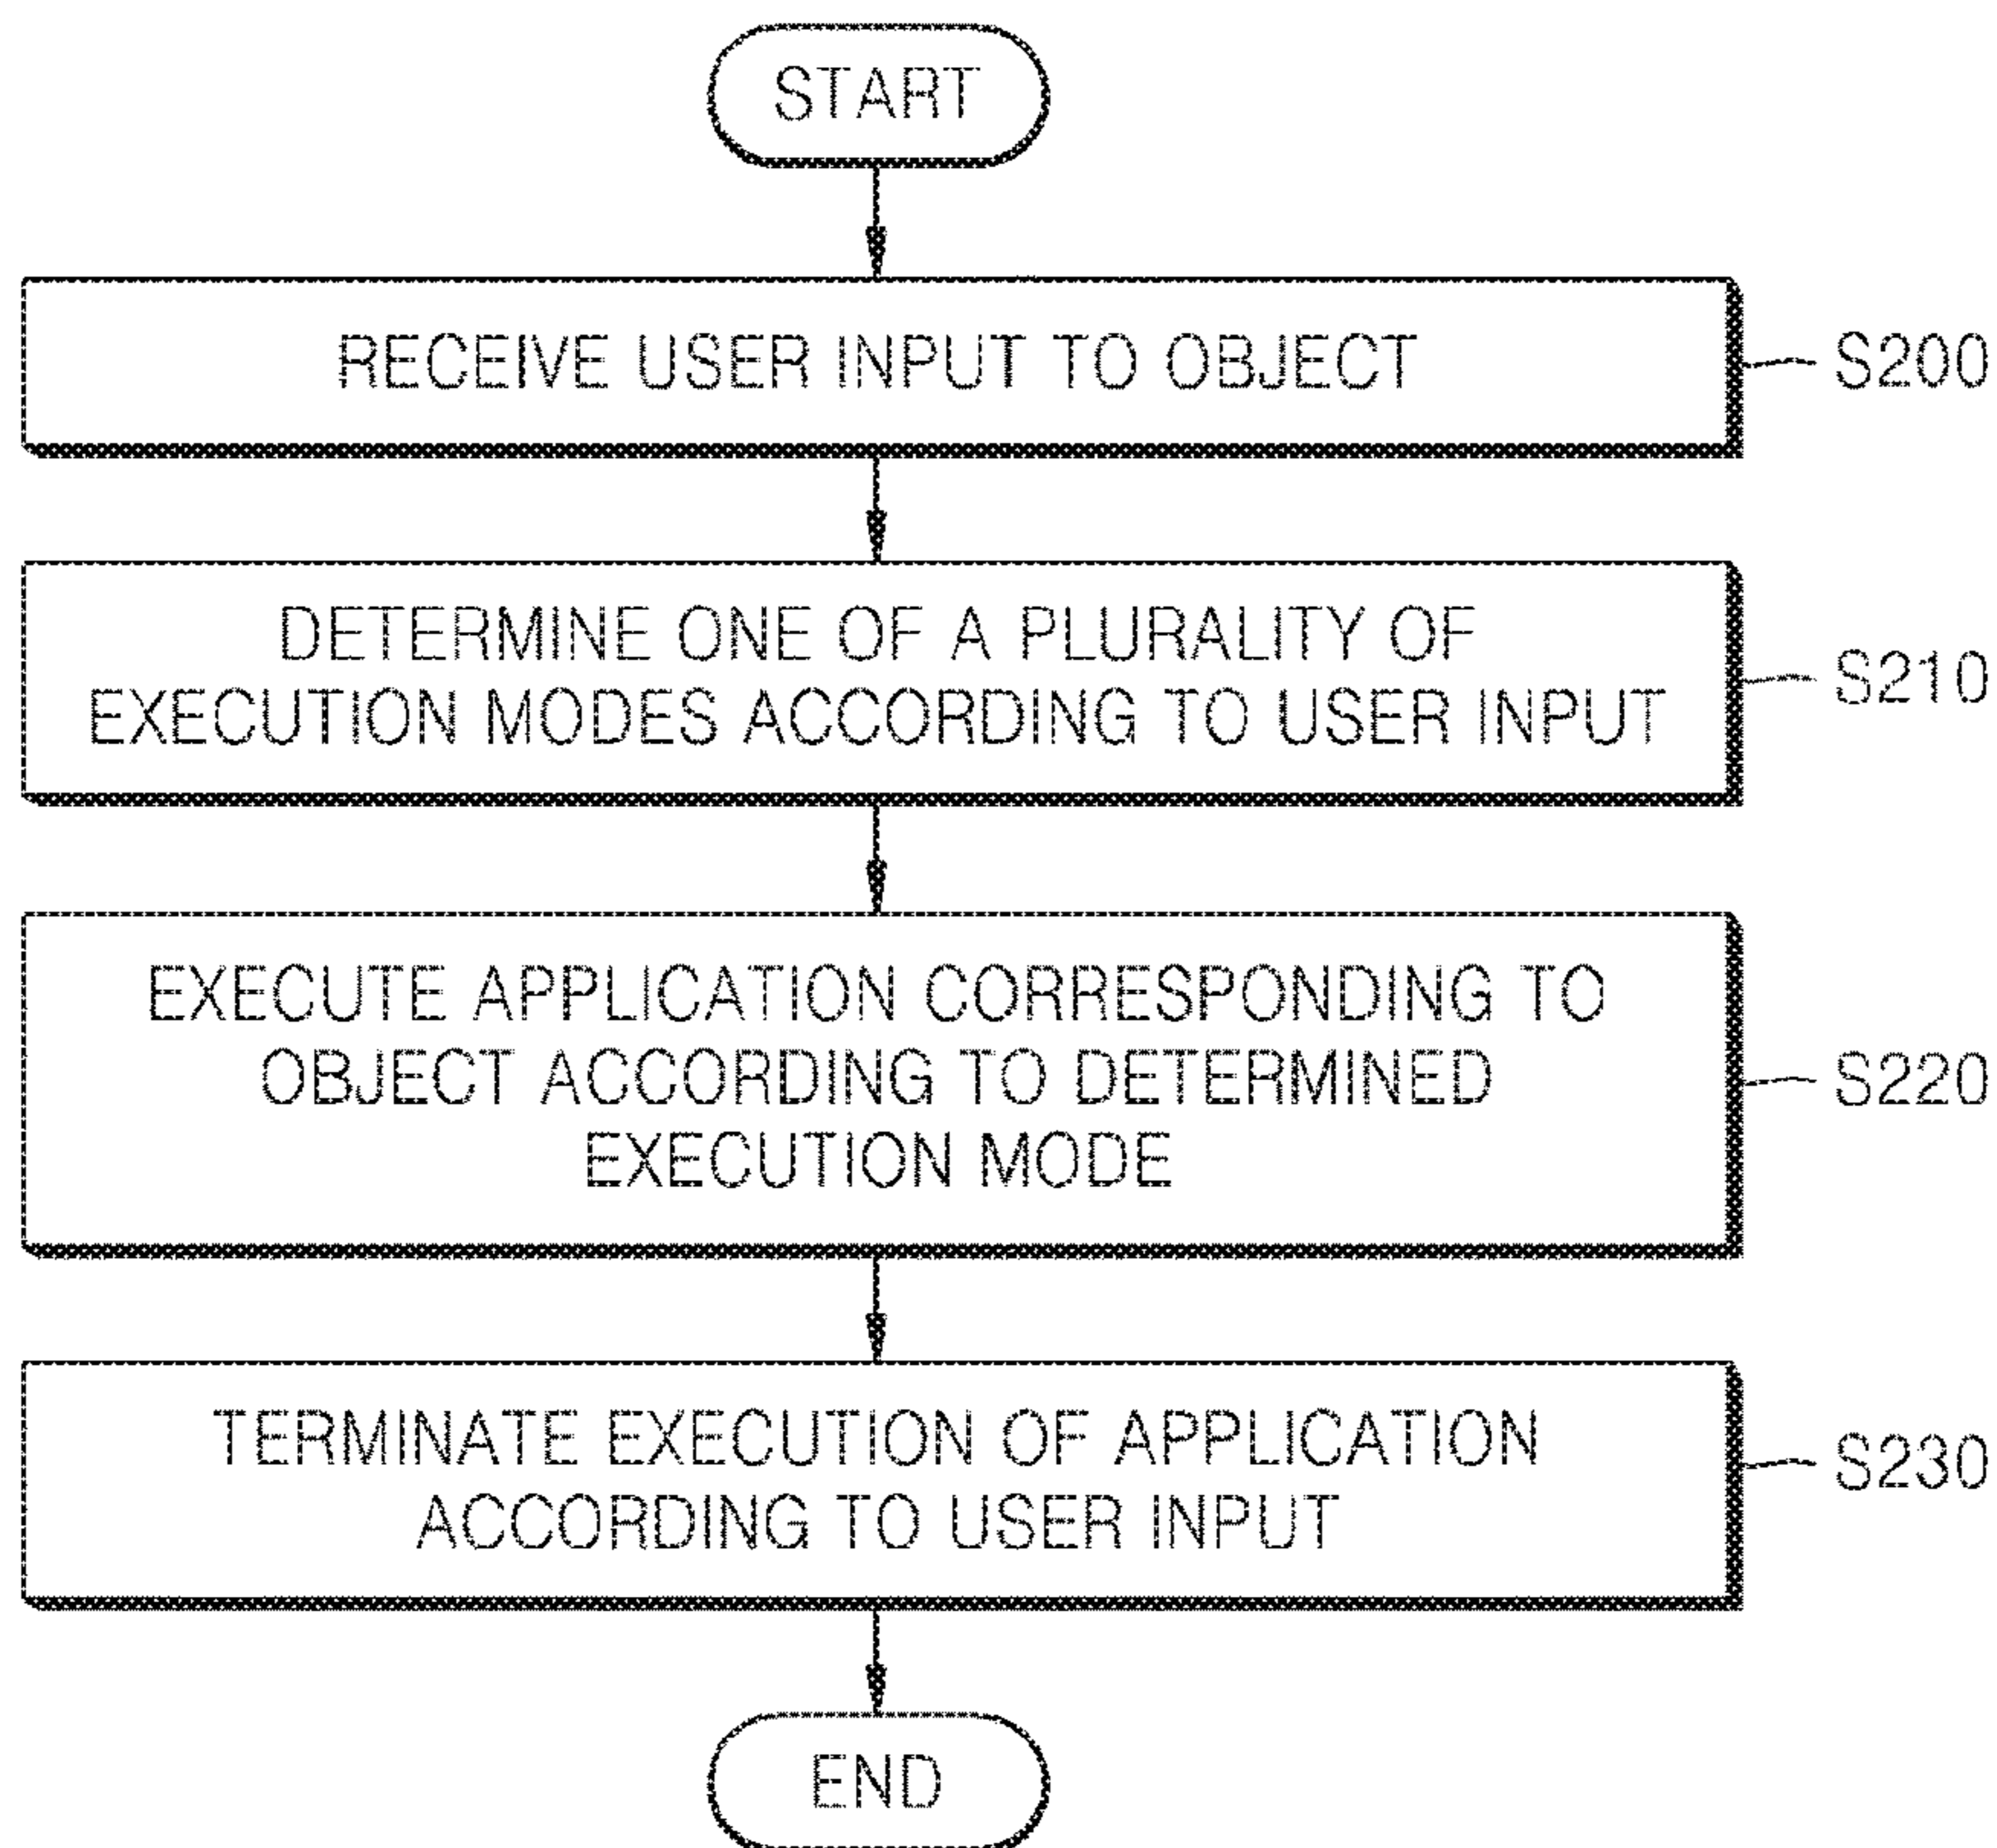 START
RECEIVE USER INPUT TO OBJECT
S200
DETERMINE ONE OF A PLURALITY OF
EXECUTION MODES ACCORDING TO USER INPUT
S210
EXECUTE APPLICATION CORRESPONDING TO
OBJECT ACCORDING TO DETERMINED
EXECUTION MODE
S220
TERMINATE EXECUTION OF APPLICATION
ACCORDING TO USER INPUT
S230
END